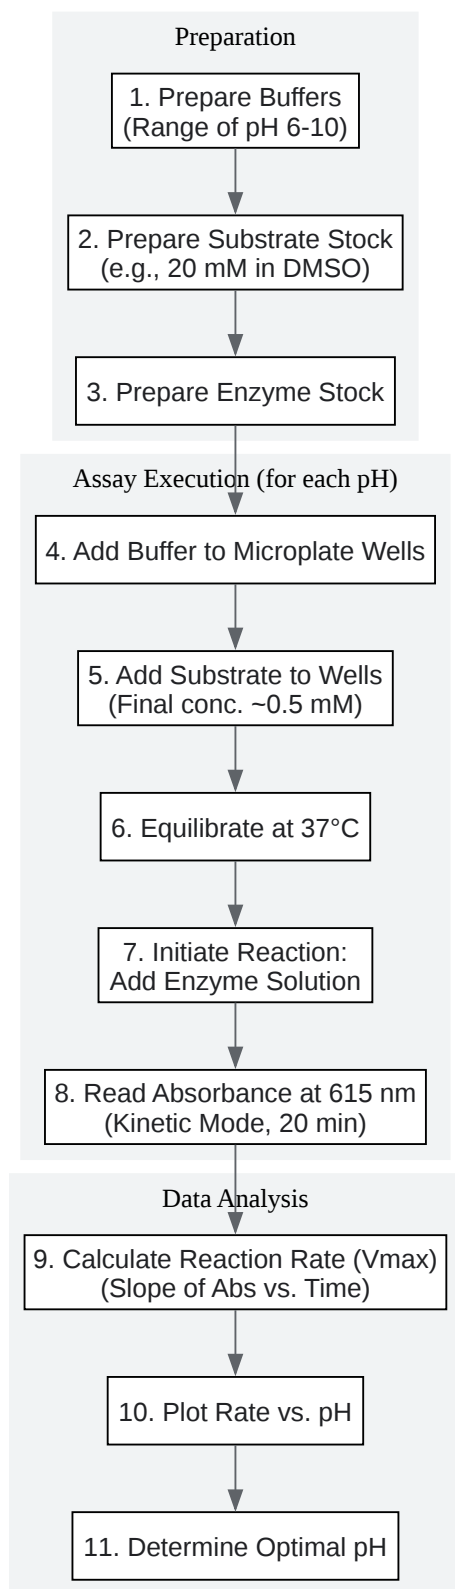 Preparation
1. Prepare Buffers
(Range of pH 6-10)
2. Prepare Substrate Stock
(e.g., 20 mM in DMSO)
3. Prepare Enzyme Stock
Assay Execution (for each pH)
4. Add Buffer to Microplate Wells
5. Add Substrate to Wells
(Final conc. ~0.5 mM)
6. Equilibrate at 37°C
7. Initiate Reaction:
Add Enzyme Solution
8. Read Absorbance at 615 nm
(Kinetic Mode, 20 min)
Data Analysis
9. Calculate Reaction Rate (Vmax)
(Slope of Abs vs. Time)
10. Plot Rate vs. pH
11. Determine Optimal pH